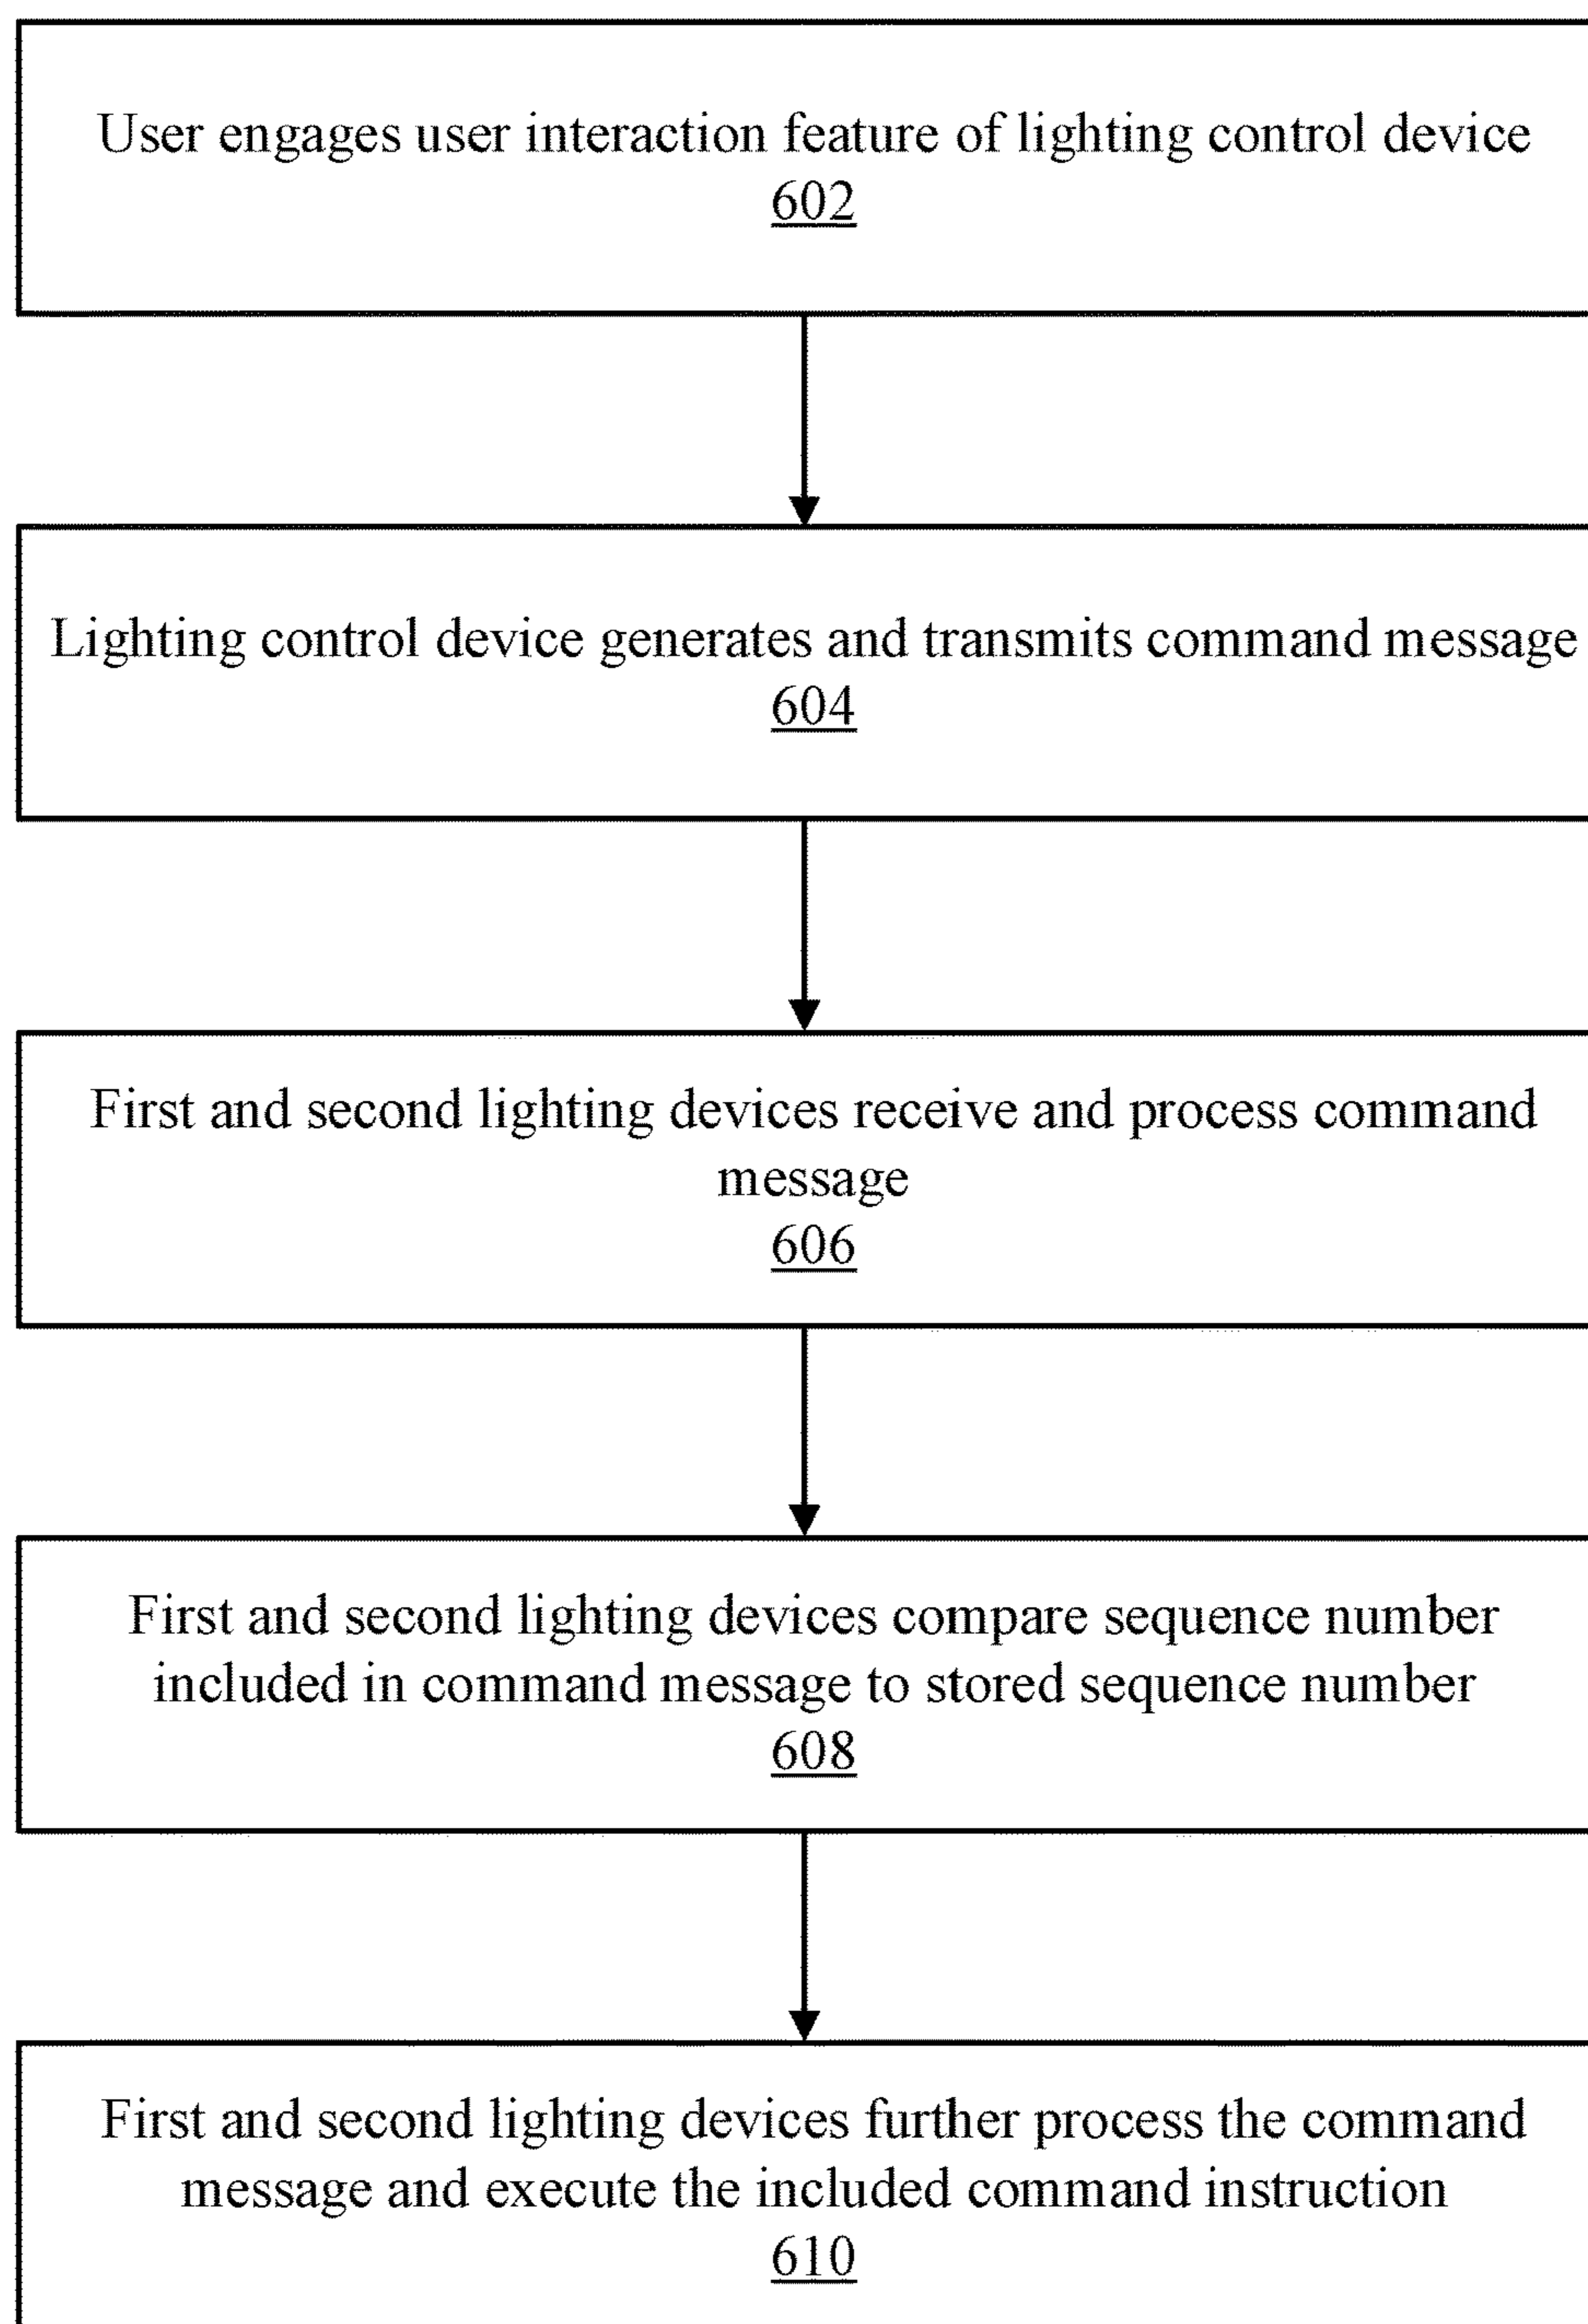 User engages user interaction feature of lighting control device
602
Lighting control device generates and transmits command message
604
First and second lighting devices receive and process command
message
606
First and second lighting devices compare sequence number
included in command message to stored sequence number
608
First and second lighting devices further process the command
message and execute the included command instruction
610